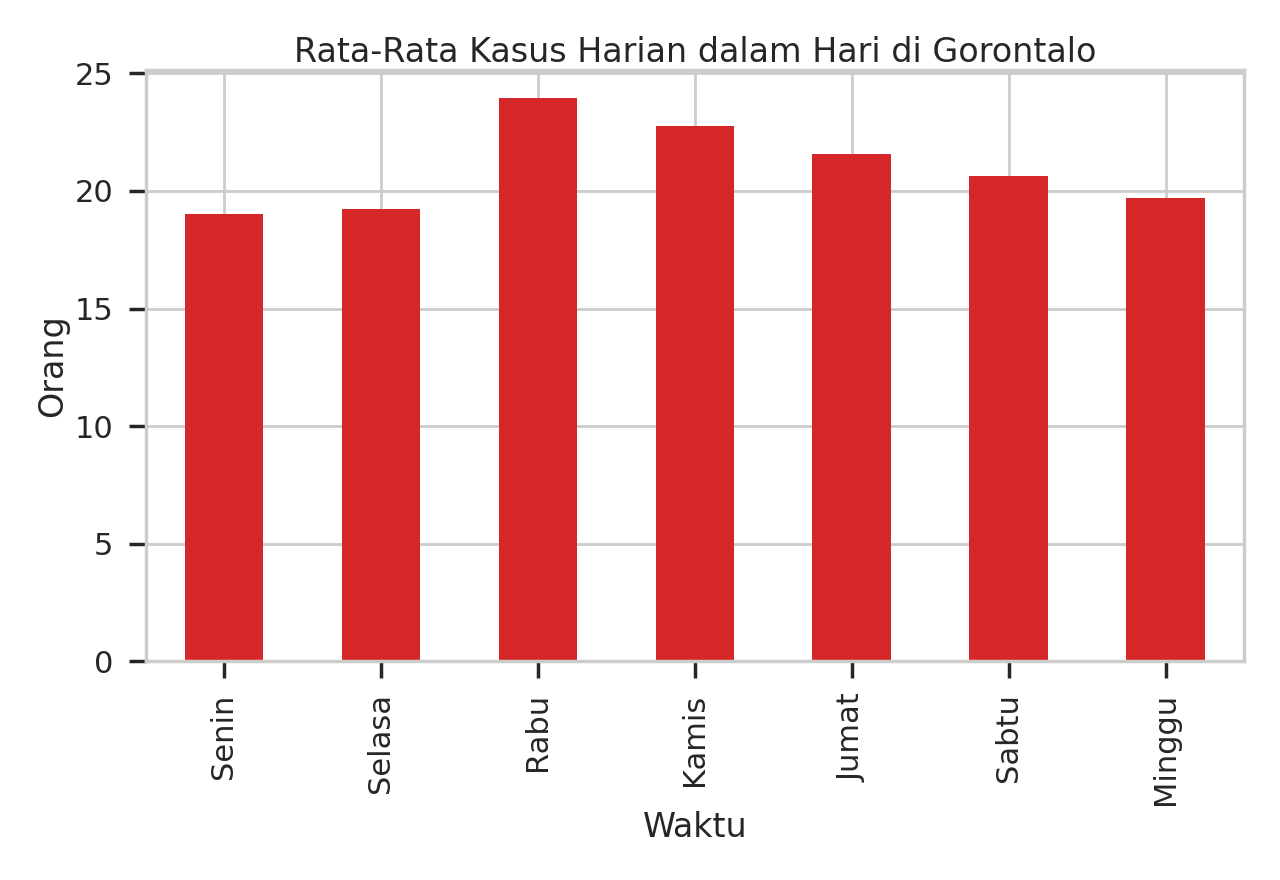 Rata-Rata Kasus Harian dalam Hari di Gorontalo
Orang
25
20
15
10
5
0
Senin
Selasa
Rabu
Kamis
Jumat
Sabtu
Minggu
Waktu